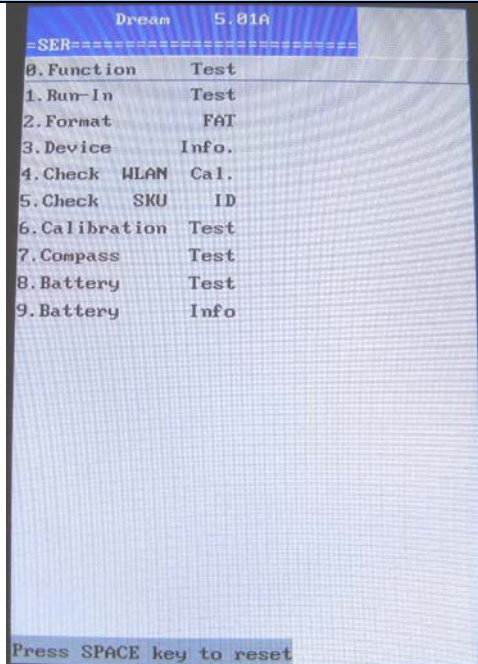 Dream 5.01A
=SER===========================
0.Function Test
1.Run-In Test
2.Format FAT
3.Device Info.
4.Check WLAN Cal.
5.Check SKU ID
6.Calibration Test
7.Compass Test
8.Battery Test
9.Battery Info
Press SPACE key to reset